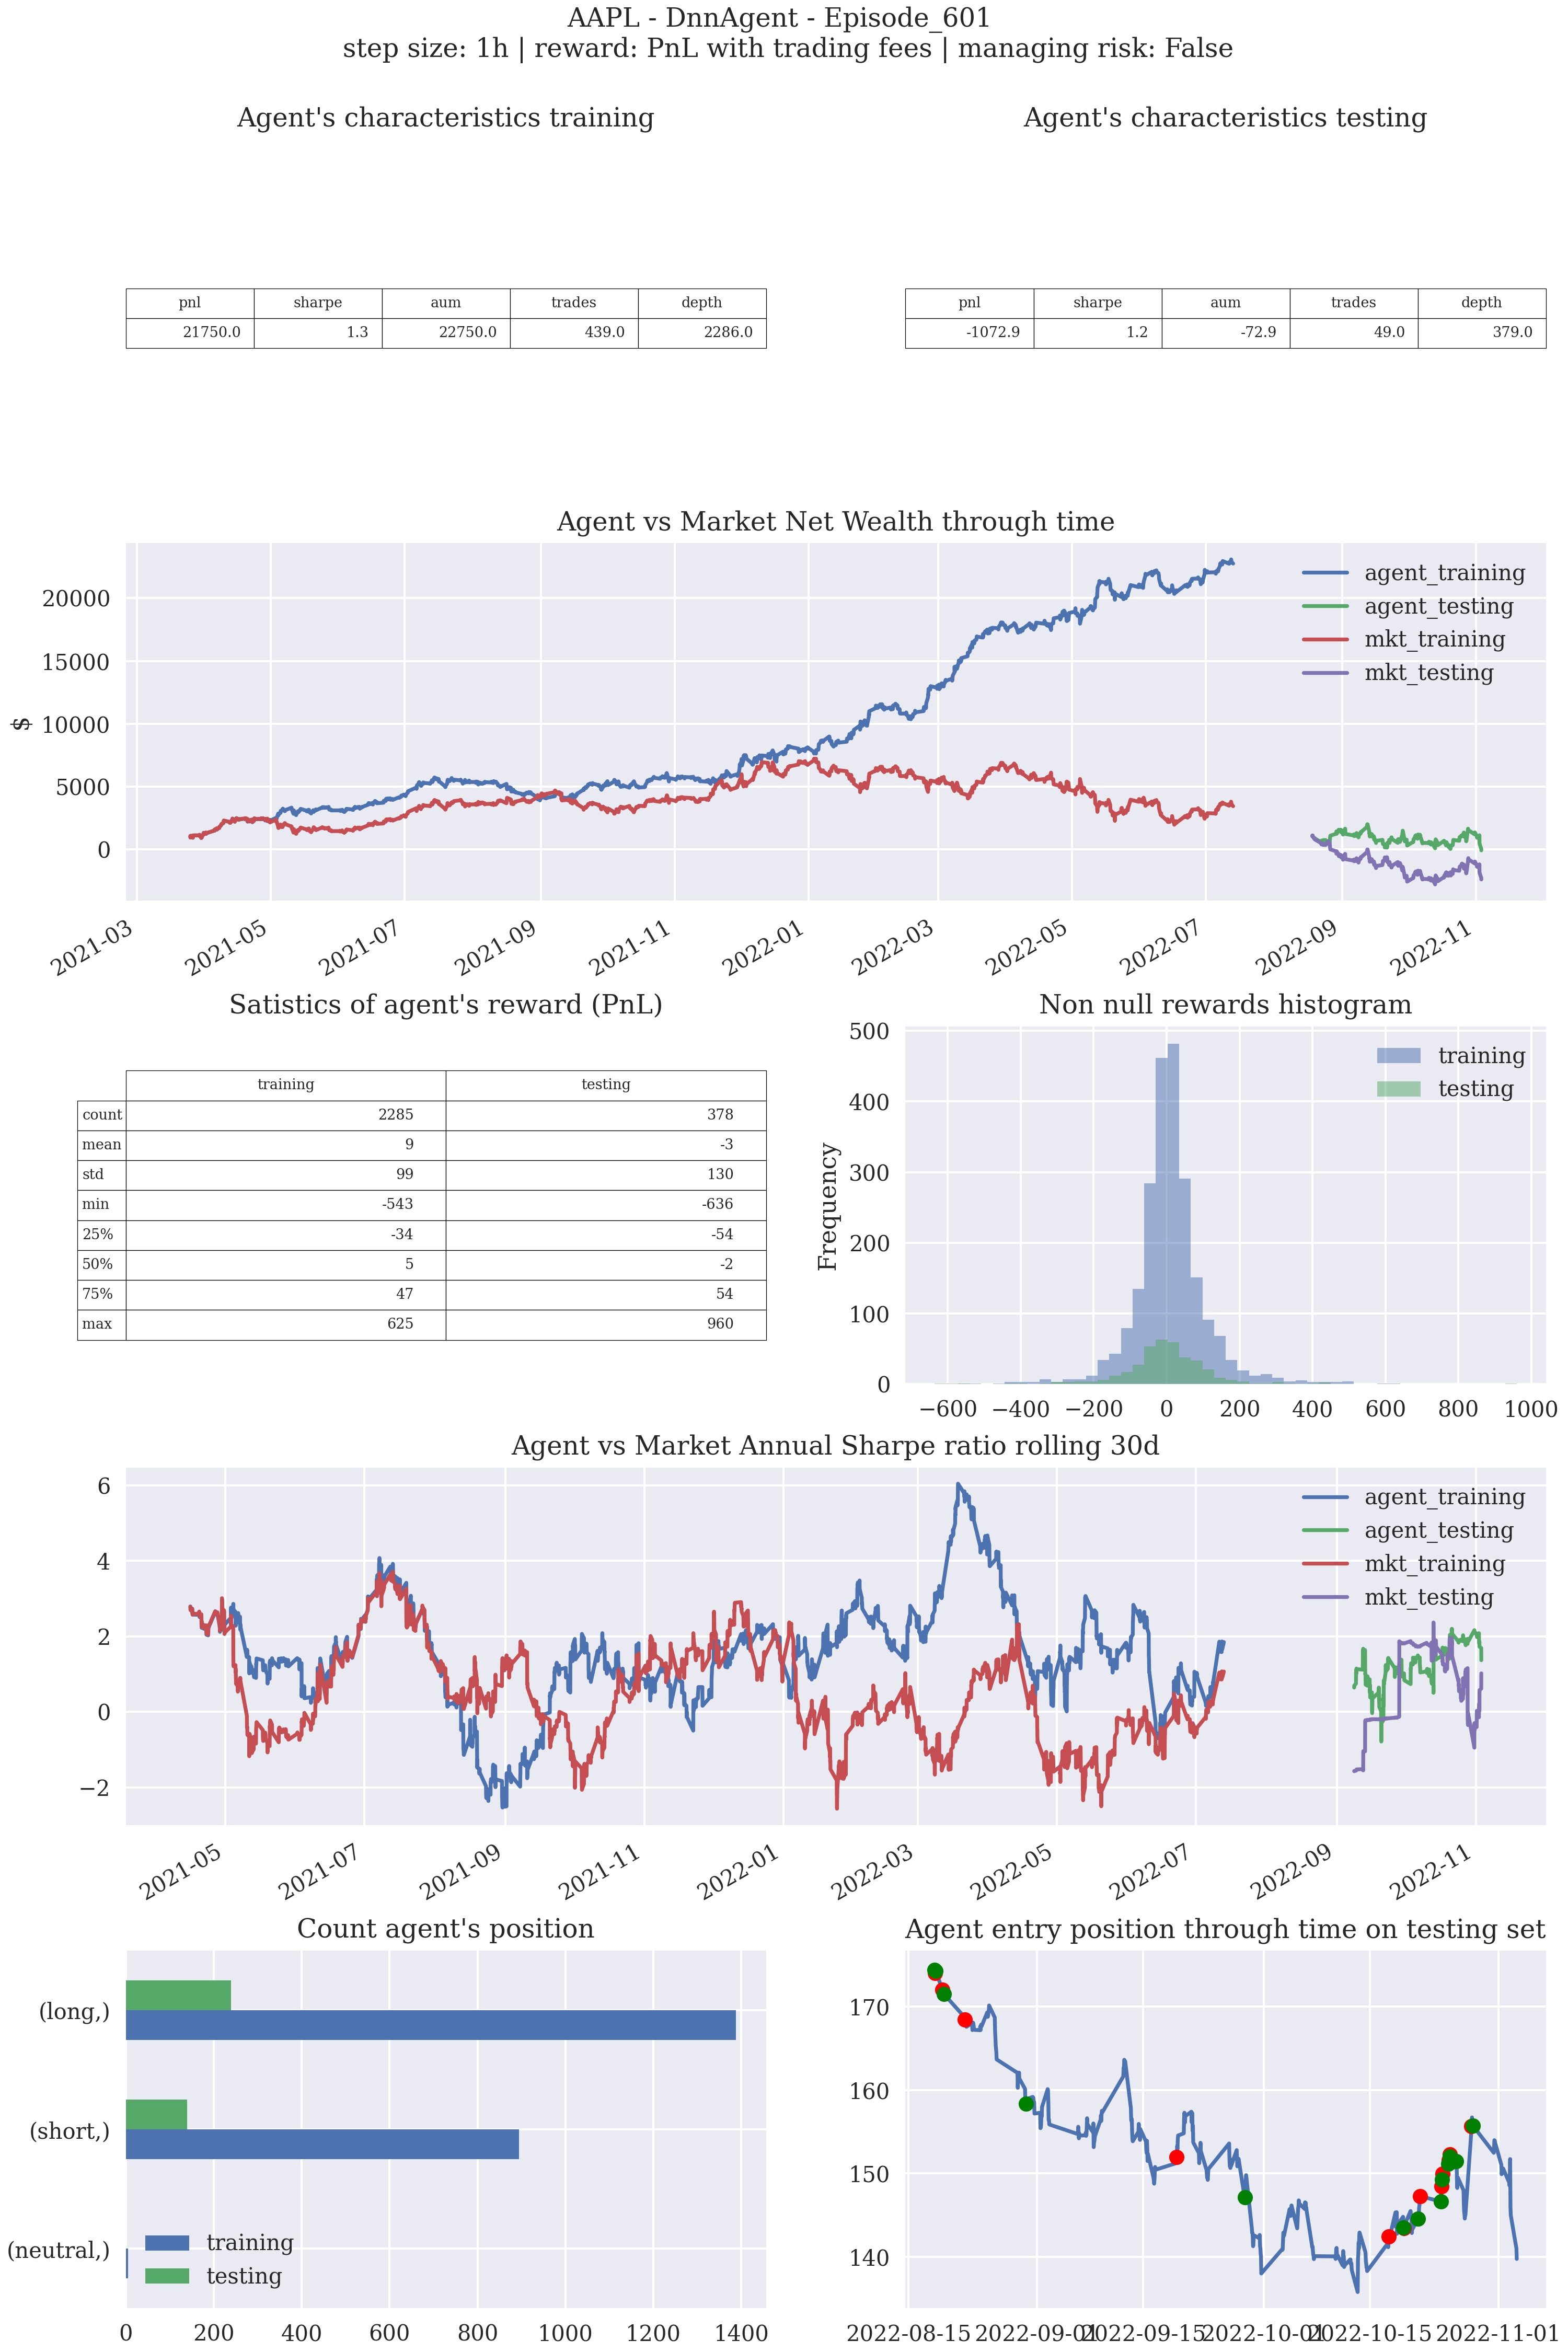 AAPL - DnnAgent - Episode_601
step size: 1h | reward: PnL with trading fees | managing risk: False
Agent's characteristics training
pnl sharpe aum trades depth
21750.0 1.3 22750.0 439.0 2286.0
Agent's characteristics testing
pnl sharpe aum trades depth
-1072.9 1.2 -72.9 49.0 379.0
Agent vs Market Net Wealth through time
$
20000
15000
10000
5000
0
agent_training
agent_testing
mkt_training
mkt_testing
2021-03 2021-05 2021-07 2021-09 2021-11 2022-01 2022-03 2022-05 2022-07 2022-09 2022-11
Satistics of agent's reward (PnL)
training testing
count 2285 378
mean 9 -3
std 99 130
min -543 -636
25% -34 -54
50% 5 -2
75% 47 54
max 625 960
Non null rewards histogram
Frequency
500
400
300
200
100
0
training
testing
−600 −400 −200 0 200 400 600 800 1000
Agent vs Market Annual Sharpe ratio rolling 30d
6
4
2
0
−2
agent_training
agent_testing
mkt_training
mkt_testing
2021-05 2021-07 2021-09 2021-11 2022-01 2022-03 2022-05 2022-07 2022-09 2022-11
Count agent's position
(long,)
(short,)
(neutral,)
training
testing
0 200 400 600 800 1000 1200 1400
Agent entry position through time on testing set
170
160
150
140
2022-08-15 2022-09-01 2022-09-15 2022-10-01 2022-10-15 2022-11-01